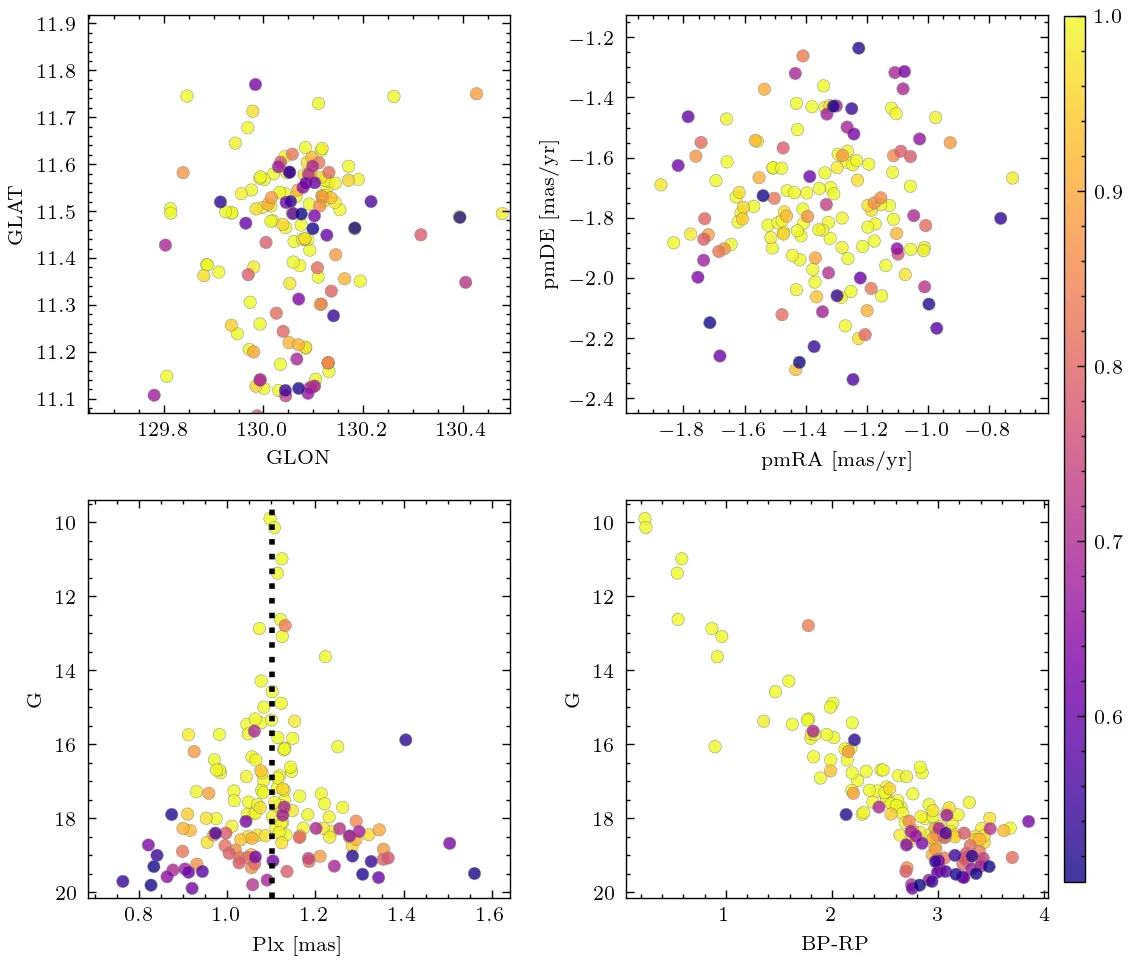 11.9
11.8
11.7
11.6
11.5
11.4
11.3
11.2
11.1
GLAT
129.8 130.0 130.2 130.4
GLON
−1.2
−1.4
−1.6
−1.8
−2.0
−2.2
−2.4
pmDE [mas/yr]
−1.8 −1.6 −1.4 −1.2 −1.0 −0.8
pmRA [mas/yr]
1.0
0.9
0.8
0.7
0.6
10
12
14
16
18
20
G
0.8 1.0 1.2 1.4 1.6
Plx [mas]
10
12
14
16
18
20
G
1 2 3 4
BP-RP